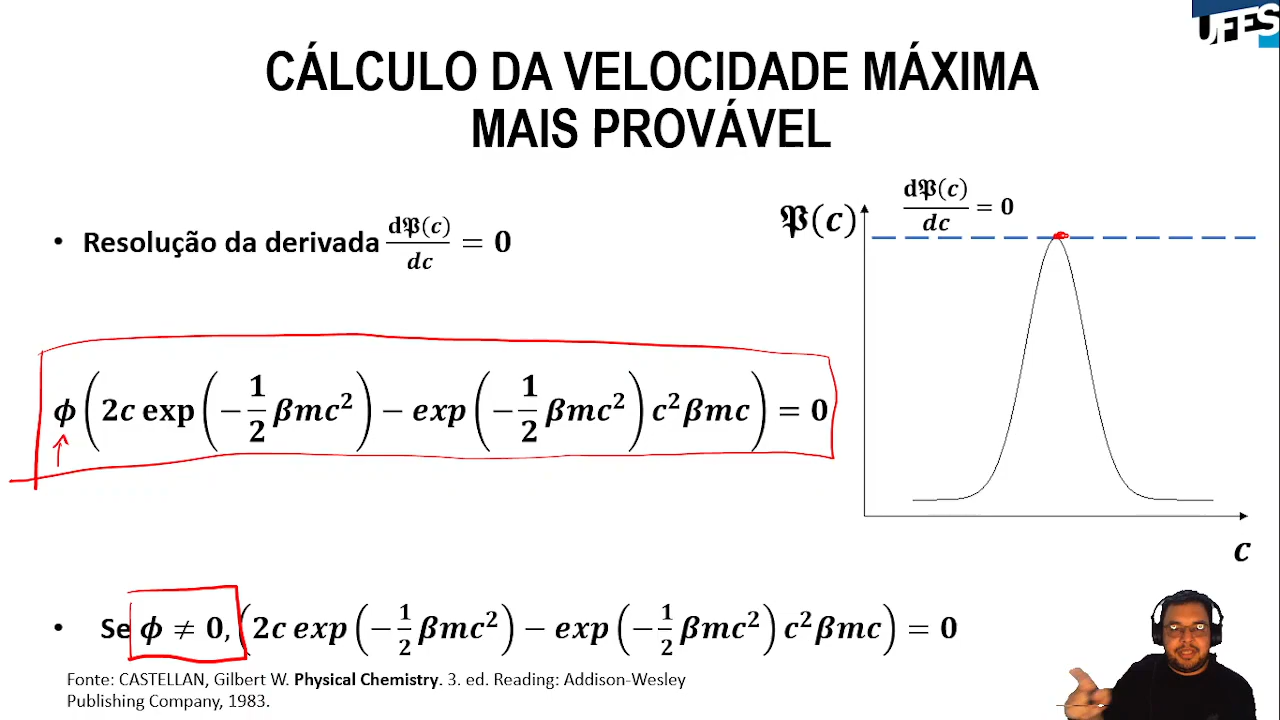 UFES
CÁLCULO DA VELOCIDADE MÁXIMA
MAIS PROVÁVEL
• Resolução da derivada d𝔓(c)/dc = 0
𝔓(c)
d𝔓(c)/dc = 0
ϕ(2c exp(−1/2 βmc²) − exp(−1/2 βmc²) c²βmc) = 0
c
• Se ϕ ≠ 0, (2c exp(−1/2 βmc²) − exp(−1/2 βmc²) c²βmc) = 0
Fonte: CASTELLAN, Gilbert W. Physical Chemistry. 3. ed. Reading: Addison-Wesley
Publishing Company, 1983.